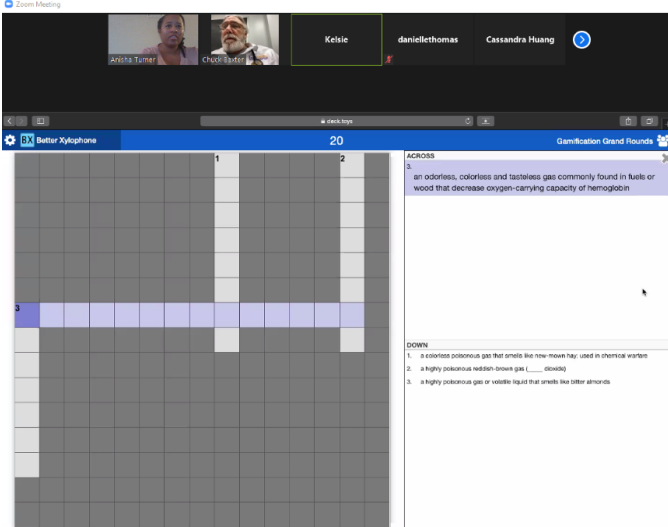 Zoom Meeting
Anisha Turner
Chuck Baxter
Kelsie
daniellethomas
Cassandra Huang
deck.toys
BX Better Xylophone
20
Gamification Grand Rounds
1
2
3
ACROSS
3.
an odorless, colorless and tasteless gas commonly found in fuels or
wood that decrease oxygen-carrying capacity of hemoglobin
DOWN
1. a colorless poisonous gas that smells like new-mown hay; used in chemical warfare
2. a highly poisonous reddish-brown gas (____ dioxide)
3. a highly poisonous gas or volatile liquid that smells like bitter almonds